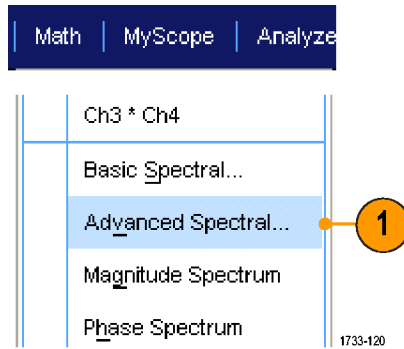 Math MyScope Analyze
Ch3 * Ch4
Basic Spectral...
Advanced Spectral... 1
Magnitude Spectrum
Phase Spectrum
1733-120